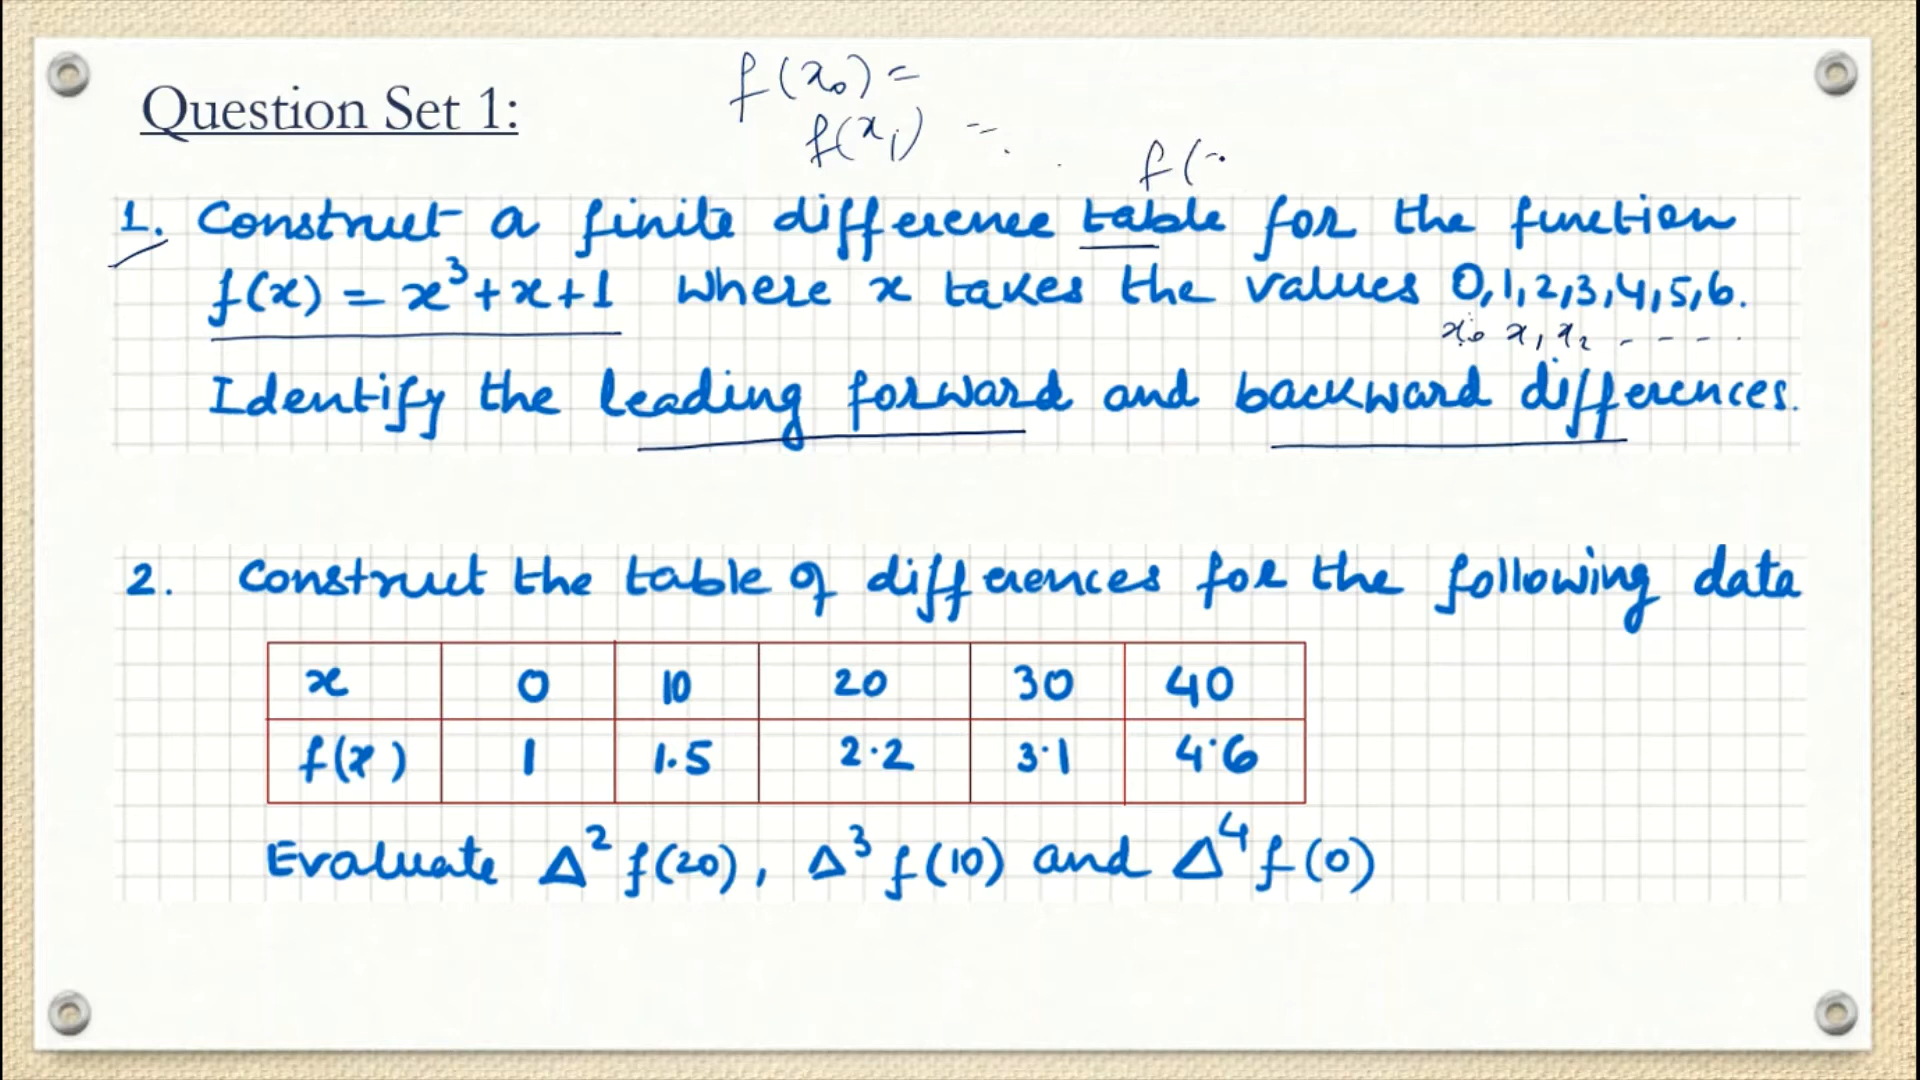 f(x₀) =
Question Set 1:
f(x₁) =
f(
1. Construct a finite difference table for the function
f(x) = x³+x+1 where x takes the values 0,1,2,3,4,5,6.
x₀ x₁ x₂ - - - - -
Identify the leading forward and backward differences.
2. Construct the table of differences for the following data
x 0 10 20 30 40
f(x) 1 1.5 2.2 3.1 4.6
Evaluate Δ² f(20), Δ³ f(10) and Δ⁴ f(0)